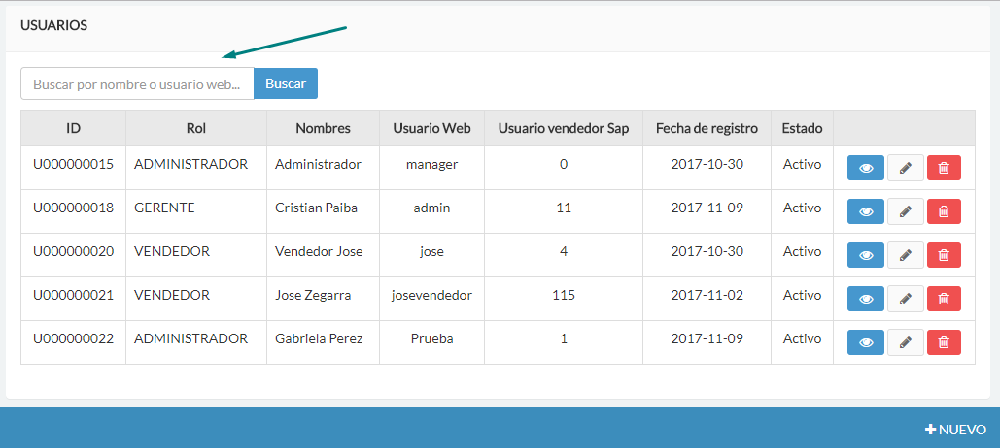 USUARIOS
Buscar por nombre o usuario web... Buscar
ID Rol Nombres Usuario Web Usuario vendedor Sap Fecha de registro Estado
U000000015 ADMINISTRADOR Administrador manager 0 2017-10-30 Activo
U000000018 GERENTE Cristian Paiba admin 11 2017-11-09 Activo
U000000020 VENDEDOR Vendedor Jose jose 4 2017-10-30 Activo
U000000021 VENDEDOR Jose Zegarra josevendedor 115 2017-11-02 Activo
U000000022 ADMINISTRADOR Gabriela Perez Prueba 1 2017-11-09 Activo
NUEVO